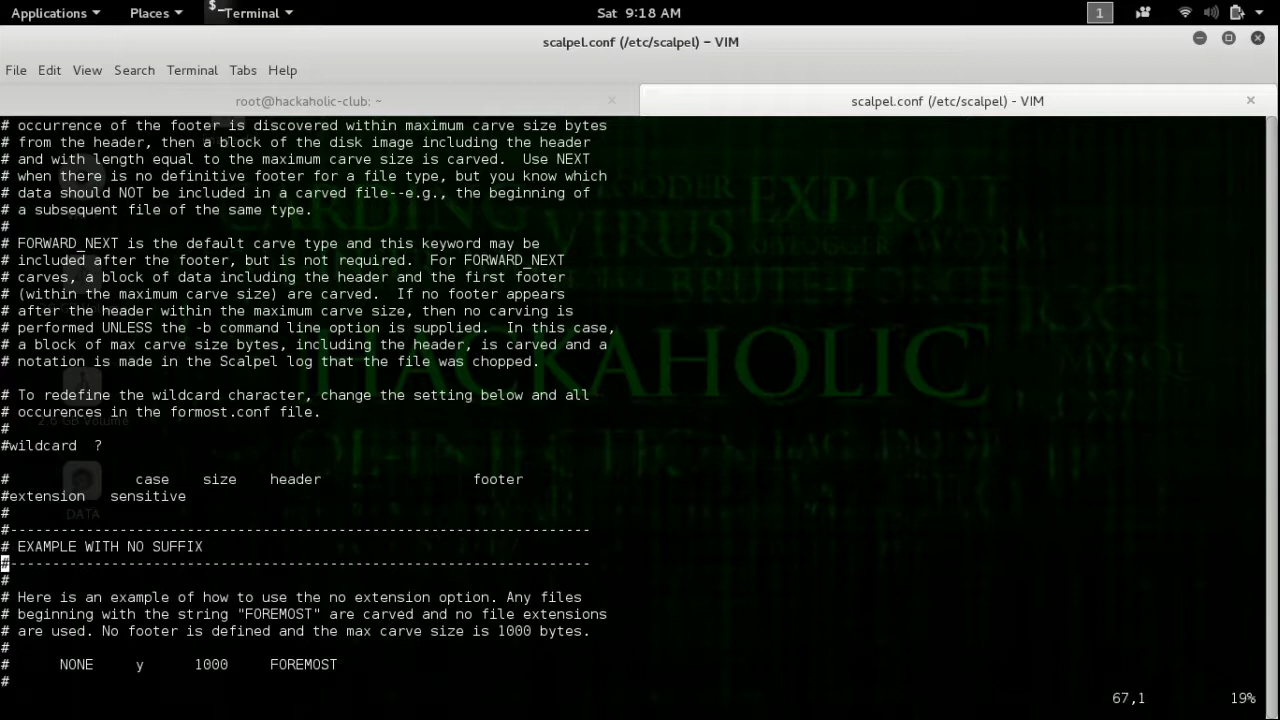 Applications Places Terminal Sat 9:18 AM 1
scalpel.conf (/etc/scalpel) – VIM
File Edit View Search Terminal Tabs Help
root@hackaholic-club: ~ × scalpel.conf (/etc/scalpel) - VIM ×
# occurrence of the footer is discovered within maximum carve size bytes
# from the header, then a block of the disk image including the header
# and with length equal to the maximum carve size is carved.  Use NEXT
# when there is no definitive footer for a file type, but you know which
# data should NOT be included in a carved file--e.g., the beginning of
# a subsequent file of the same type.
#
# FORWARD_NEXT is the default carve type and this keyword may be
# included after the footer, but is not required.  For FORWARD_NEXT
# carves, a block of data including the header and the first footer
# (within the maximum carve size) are carved.  If no footer appears
# after the header within the maximum carve size, then no carving is
# performed UNLESS the -b command line option is supplied.  In this case,
# a block of max carve size bytes, including the header, is carved and a
# notation is made in the Scalpel log that the file was chopped.
# To redefine the wildcard character, change the setting below and all
# occurences in the formost.conf file.
#
2.6 GB Volume
#wildcard  ?
#               case    size    header                  footer
#extension   sensitive
DATA
#
#---------------------------------------------------------------------
# EXAMPLE WITH NO SUFFIX
#---------------------------------------------------------------------
#
# Here is an example of how to use the no extension option. Any files
# beginning with the string "FOREMOST" are carved and no file extensions
# are used. No footer is defined and the max carve size is 1000 bytes.
#
#      NONE     y      1000     FOREMOST
#
67,1 19%
EXPLOIT
VIRUS
KEYLOGGER
BRUTE-FORCE
HACKAHOLIC